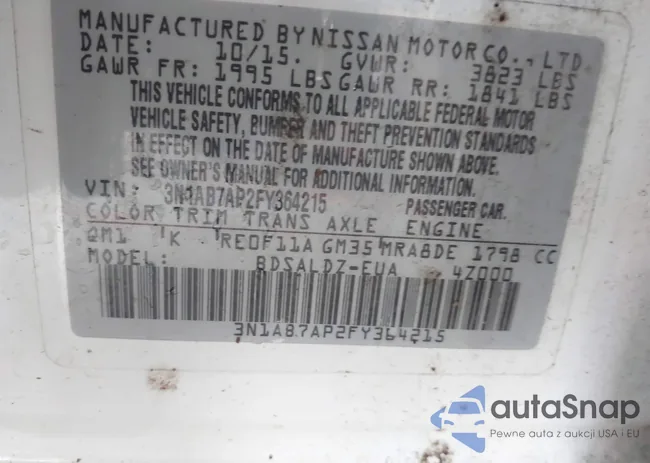 MANUFACTURED BY NISSAN MOTOR CO., LTD.
DATE: 10/15. GVWR: 3823 LBS
GAWR FR: 1995 LBS GAWR RR: 1841 LBS
THIS VEHICLE CONFORMS TO ALL APPLICABLE FEDERAL MOTOR
VEHICLE SAFETY, BUMPER AND THEFT PREVENTION STANDARDS
IN EFFECT ON THE DATE OF MANUFACTURE SHOWN ABOVE.
SEE OWNER'S MANUAL FOR ADDITIONAL INFORMATION.
VIN: 3N1AB7AP2FY364215 PASSENGER CAR.
COLOR TRIM TRANS AXLE ENGINE
QM1 K RE0F11A GM35 MRA8DE 1798 CC
MODEL: BDSALDZ-EUA 4Z000
3N1AB7AP2FY364215
autaSnap
Pewne auta z aukcji USA i EU